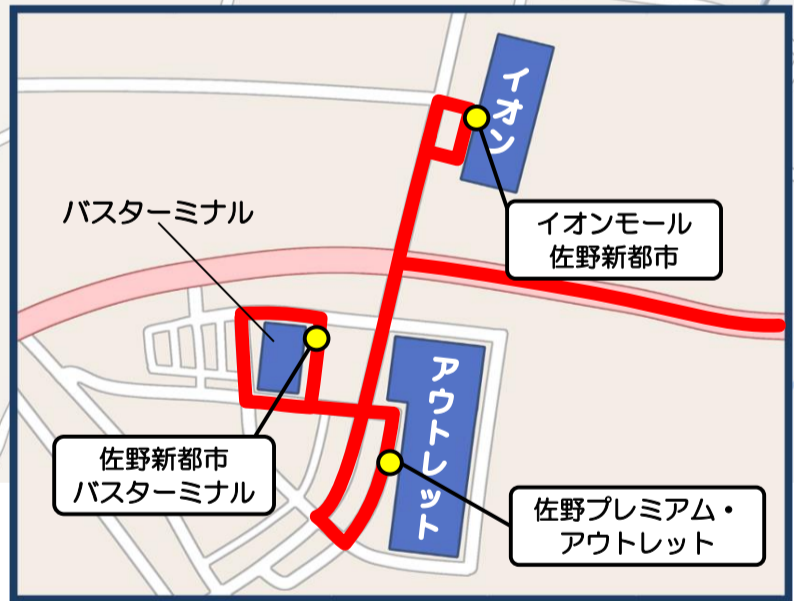 イオン
イオンモール
佐野新都市
バスターミナル
アウトレット
佐野新都市
バスターミナル
佐野プレミアム・
アウトレット